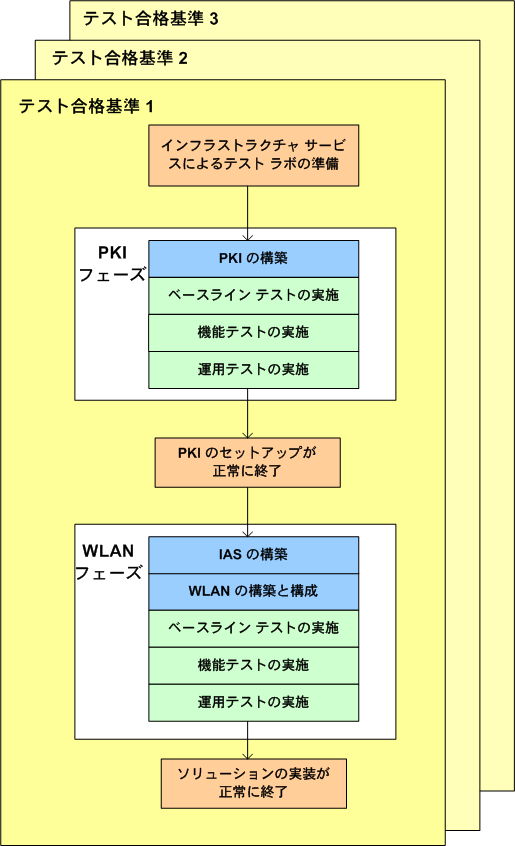 テスト合格基準 3
テスト合格基準 2
テスト合格基準 1
インフラストラクチャ サービ
スによるテスト ラボの準備
PKI
フェーズ
PKI の構築
ベースライン テストの実施
機能テストの実施
運用テストの実施
PKI のセットアップが
正常に終了
WLAN
フェーズ
IAS の構築
WLAN の構築と構成
ベースライン テストの実施
機能テストの実施
運用テストの実施
ソリューションの実装が
正常に終了